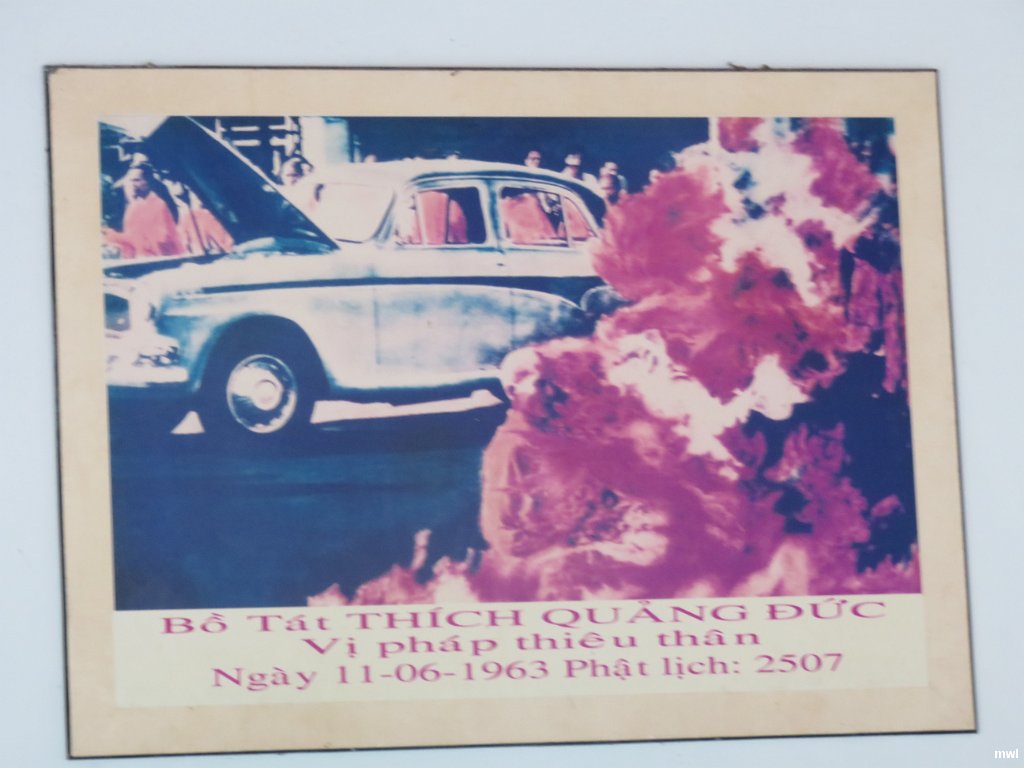 Bồ Tát THÍCH QUẢNG ĐỨC
Vị pháp thiêu thân
Ngày 11-06-1963 Phật lịch: 2507
mwl